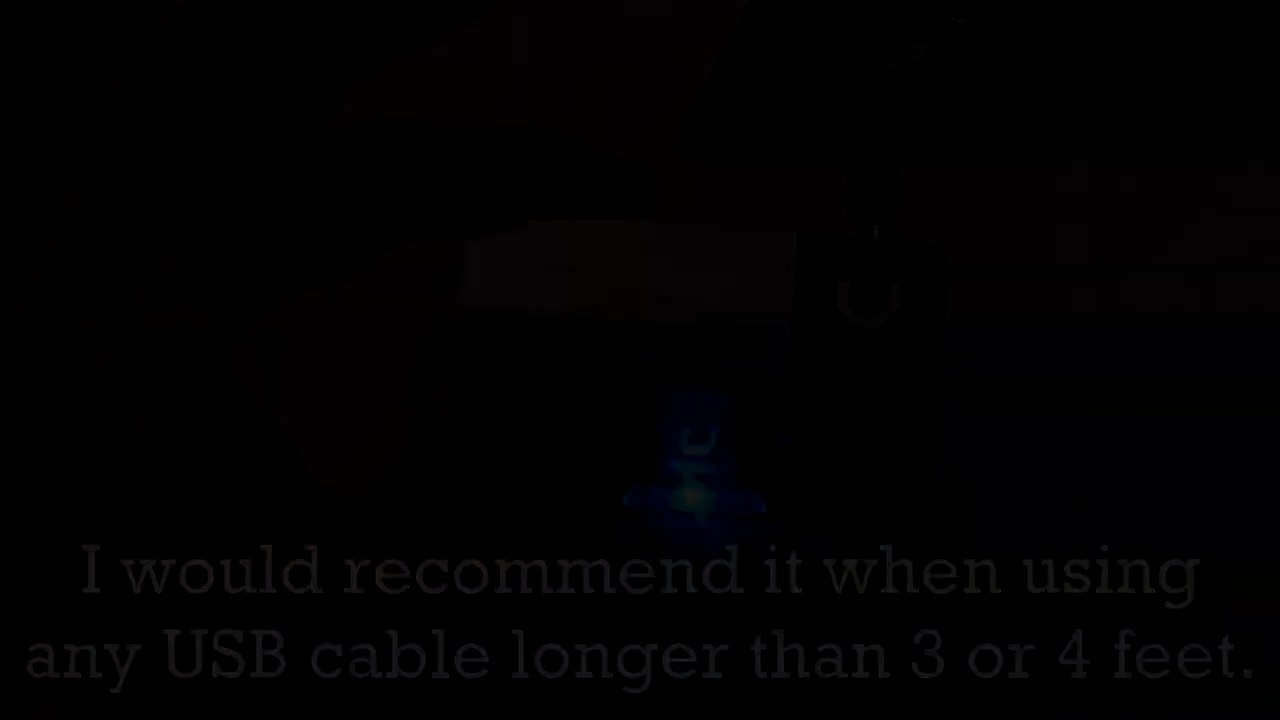 I would recommend it when using
any USB cable longer than 3 or 4 feet.